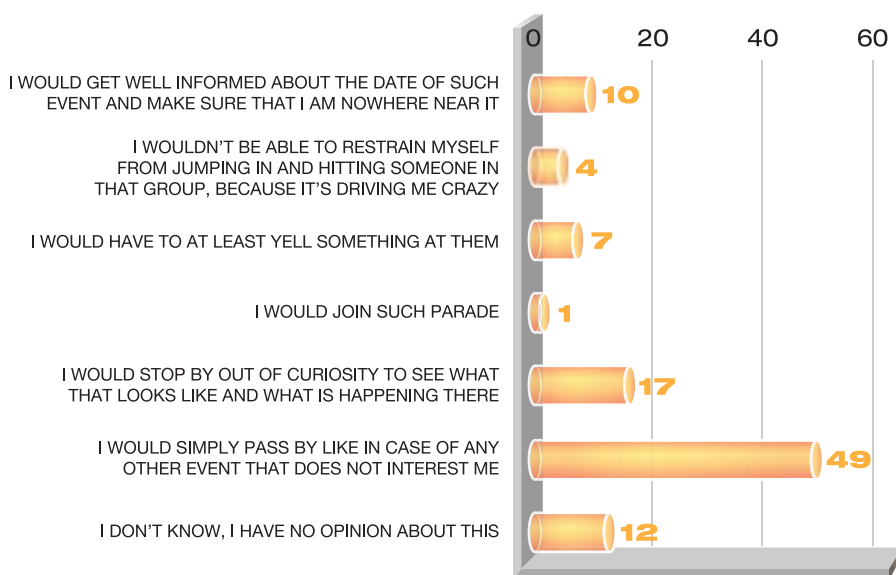 0 20 40 60
I WOULD GET WELL INFORMED ABOUT THE DATE OF SUCH
EVENT AND MAKE SURE THAT I AM NOWHERE NEAR IT
10
I WOULDN'T BE ABLE TO RESTRAIN MYSELF
FROM JUMPING IN AND HITTING SOMEONE IN
THAT GROUP, BECAUSE IT'S DRIVING ME CRAZY
4
I WOULD HAVE TO AT LEAST YELL SOMETHING AT THEM
7
I WOULD JOIN SUCH PARADE
1
I WOULD STOP BY OUT OF CURIOSITY TO SEE WHAT
THAT LOOKS LIKE AND WHAT IS HAPPENING THERE
17
I WOULD SIMPLY PASS BY LIKE IN CASE OF ANY
OTHER EVENT THAT DOES NOT INTEREST ME
49
I DON'T KNOW, I HAVE NO OPINION ABOUT THIS
12